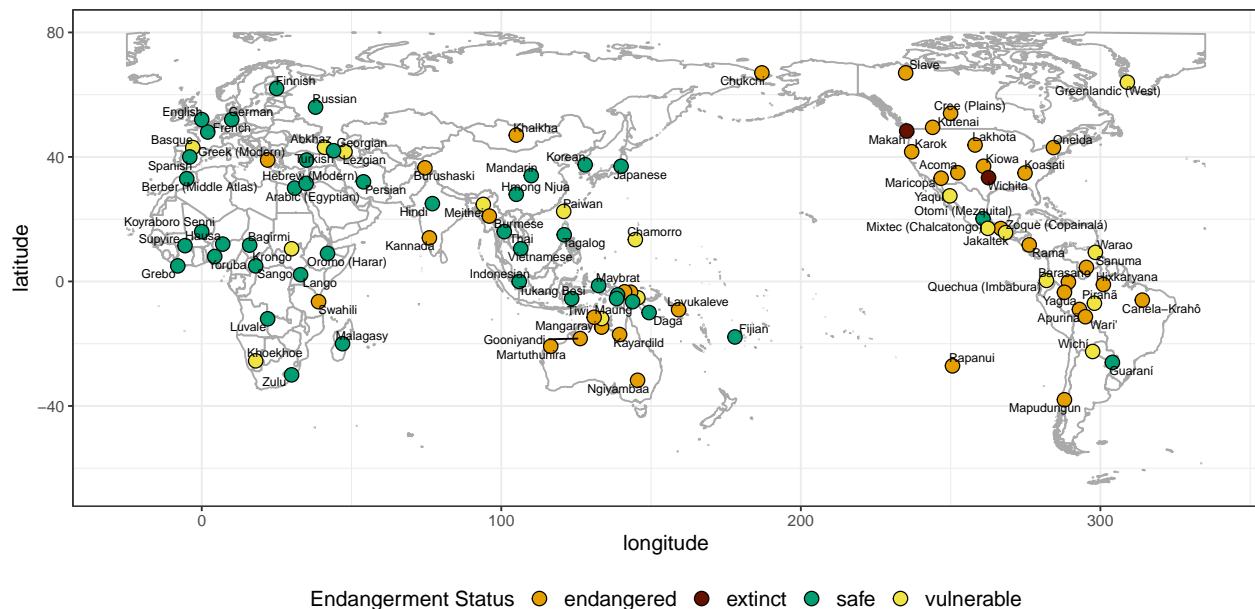 80
40
0
−40
latitude
Finnish
Russian
English
German
French
Basque
Abkhaz
Georgian
Greek (Modern)
Turkish
Lezgian
Spanish
Hebrew (Modern)
Berber (Middle Atlas)
Arabic (Egyptian)
Persian
Koyraboro Senni
Hausa
Bagirmi
Supyire
Krongo
Oromo (Harar)
Grebo
Yoruba
Sango
Lango
Swahili
Luvale
Malagasy
Khoekhoe
Zulu
Chukchi
Khalkha
Burushaski
Mandarin
Korean
Japanese
Hmong Njua
Hindi
Meithei
Paiwan
Burmese
Kannada
Thai
Tagalog
Chamorro
Vietnamese
Indonesian
Maybrat
Tukang Besi
Lavukaleve
Tiwi
Maung
Daga
Mangarrayi
Fijian
Gooniyandi
Kayardild
Martuthunira
Ngiyambaa
Slave
Greenlandic (West)
Cree (Plains)
Kutenai
Makah
Karok
Lakhota
Oneida
Acoma
Kiowa
Koasati
Maricopa
Wichita
Yaqui
Otomí (Mezquital)
Mixtec (Chalcatongo)
Zoque (Copainalá)
Jakaltek
Rama
Warao
Sanuma
Barasano
Hixkaryana
Quechua (Imbabura)
Yagua
Pirahã
Canela−Krahô
Apurinã
Wari'
Wichí
Guaraní
Rapanui
Mapudungun
0
100
200
300
longitude
Endangerment Status
endangered
extinct
safe
vulnerable